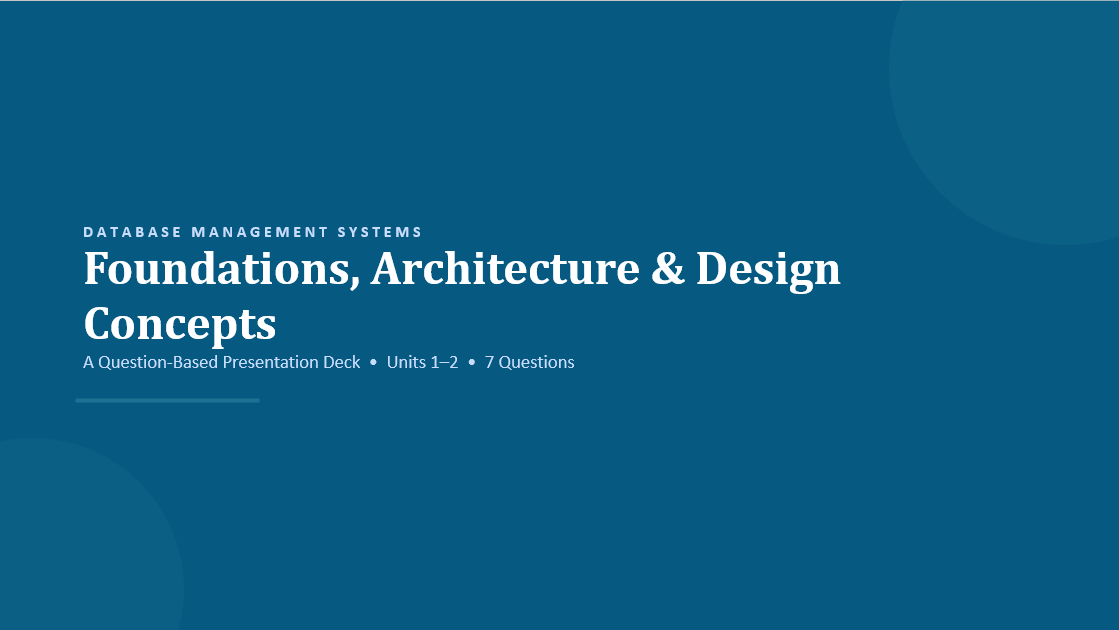 DATABASE MANAGEMENT SYSTEMS
Foundations, Architecture & Design
Concepts
A Question-Based Presentation Deck • Units 1–2 • 7 Questions